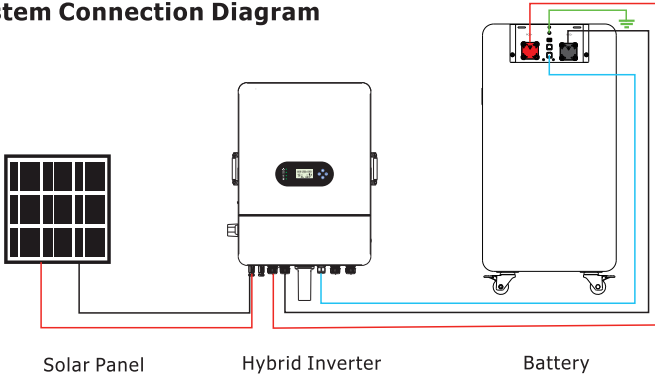 stem Connection Diagram
Solar Panel
Hybrid Inverter
Battery